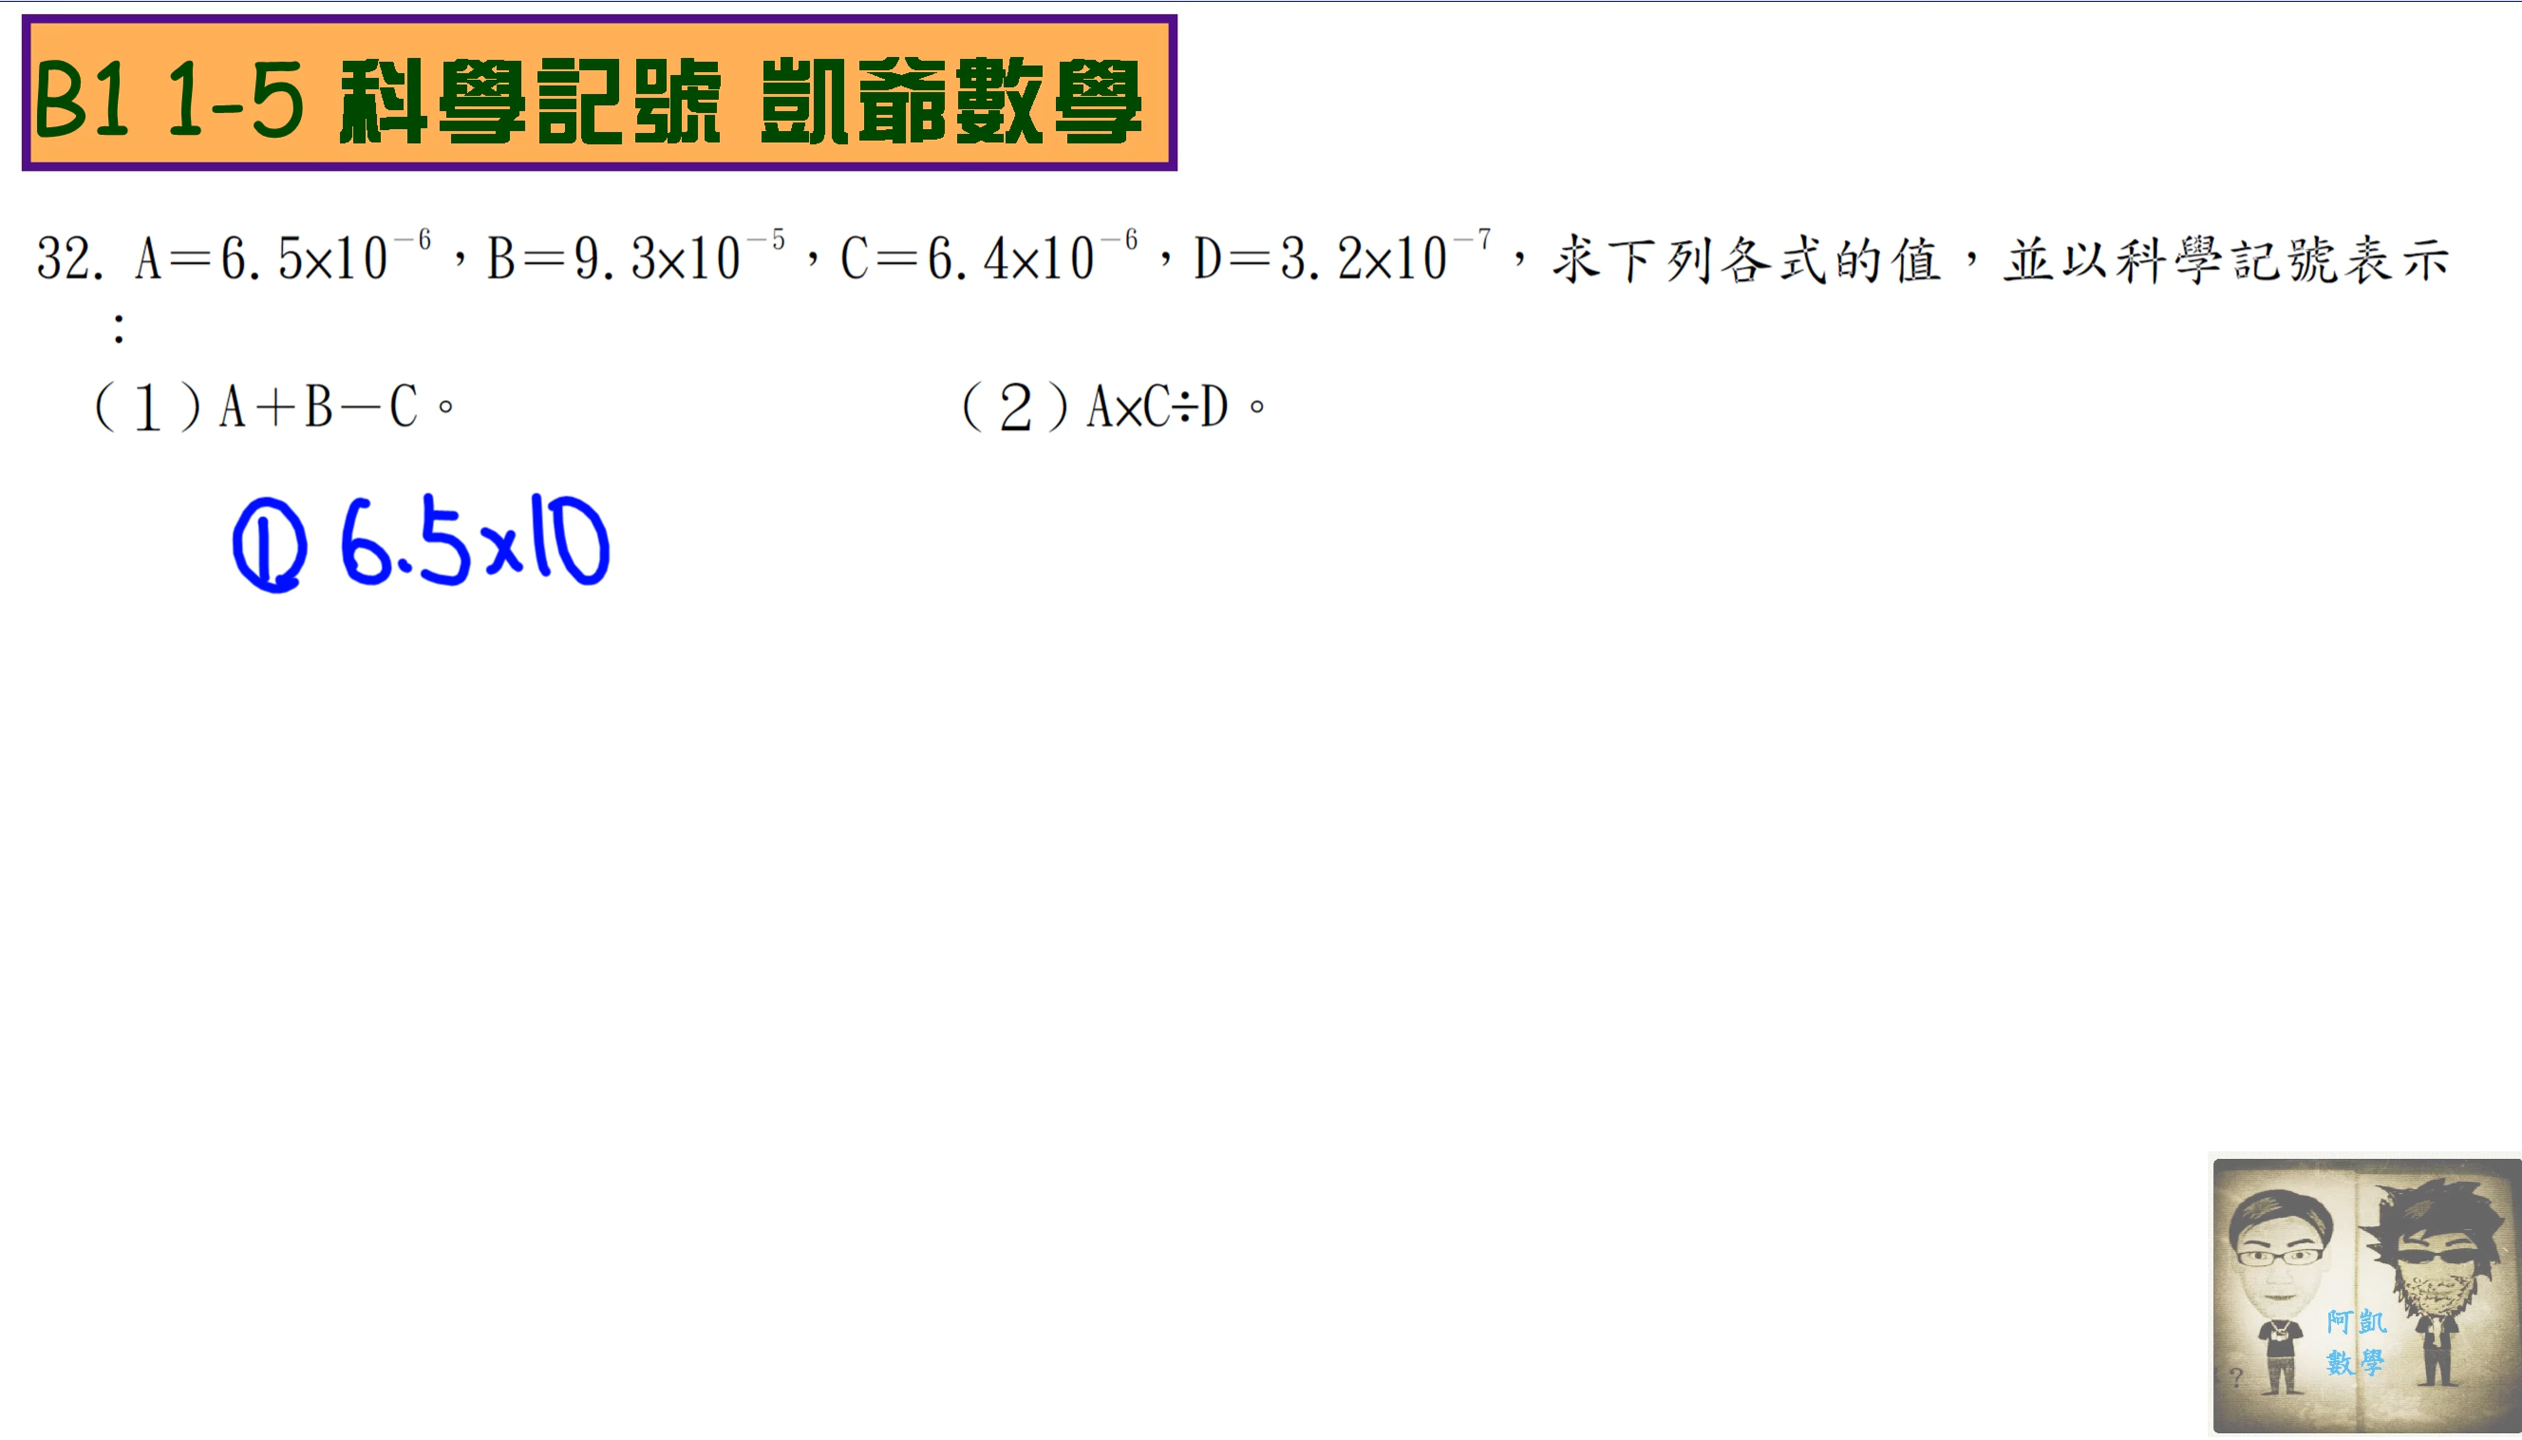 B1 1-5 科學記號 凱爺數學
32. A=6.5×10⁻⁶，B=9.3×10⁻⁵，C=6.4×10⁻⁶，D=3.2×10⁻⁷，求下列各式的值，並以科學記號表示
：
（1）A+B−C。 （2）A×C÷D。
① 6.5×10
阿凱
數學
?